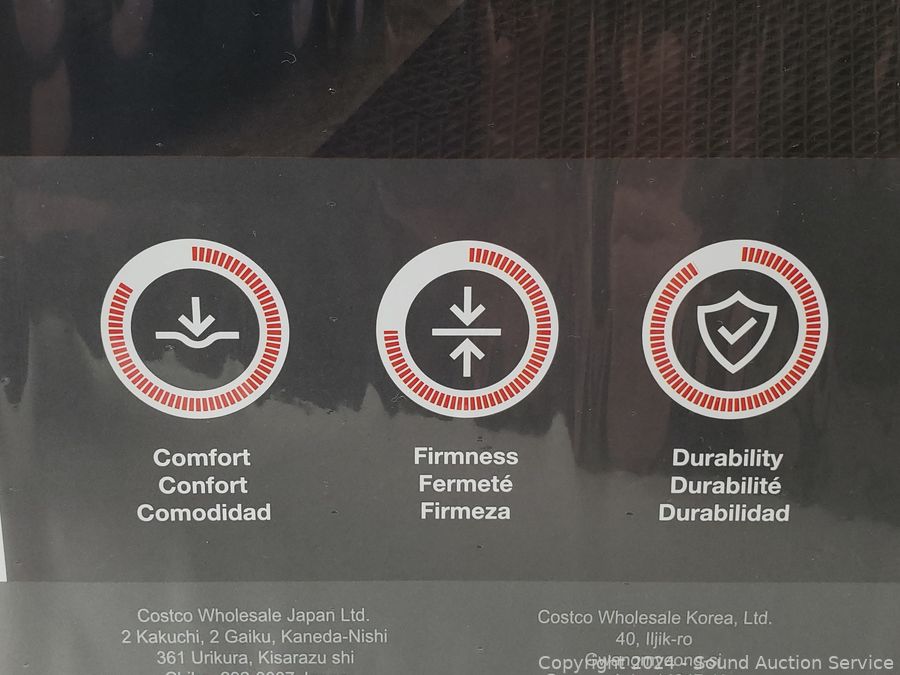 Comfort
Confort
Comodidad
Firmness
Fermeté
Firmeza
Durability
Durabilité
Durabilidad
Costco Wholesale Japan Ltd.
2 Kakuchi, 2 Gaiku, Kaneda-Nishi
361 Urikura, Kisarazu shi
Costco Wholesale Korea, Ltd.
40, Iljik-ro
Copyright 2024 - Sound Auction Service